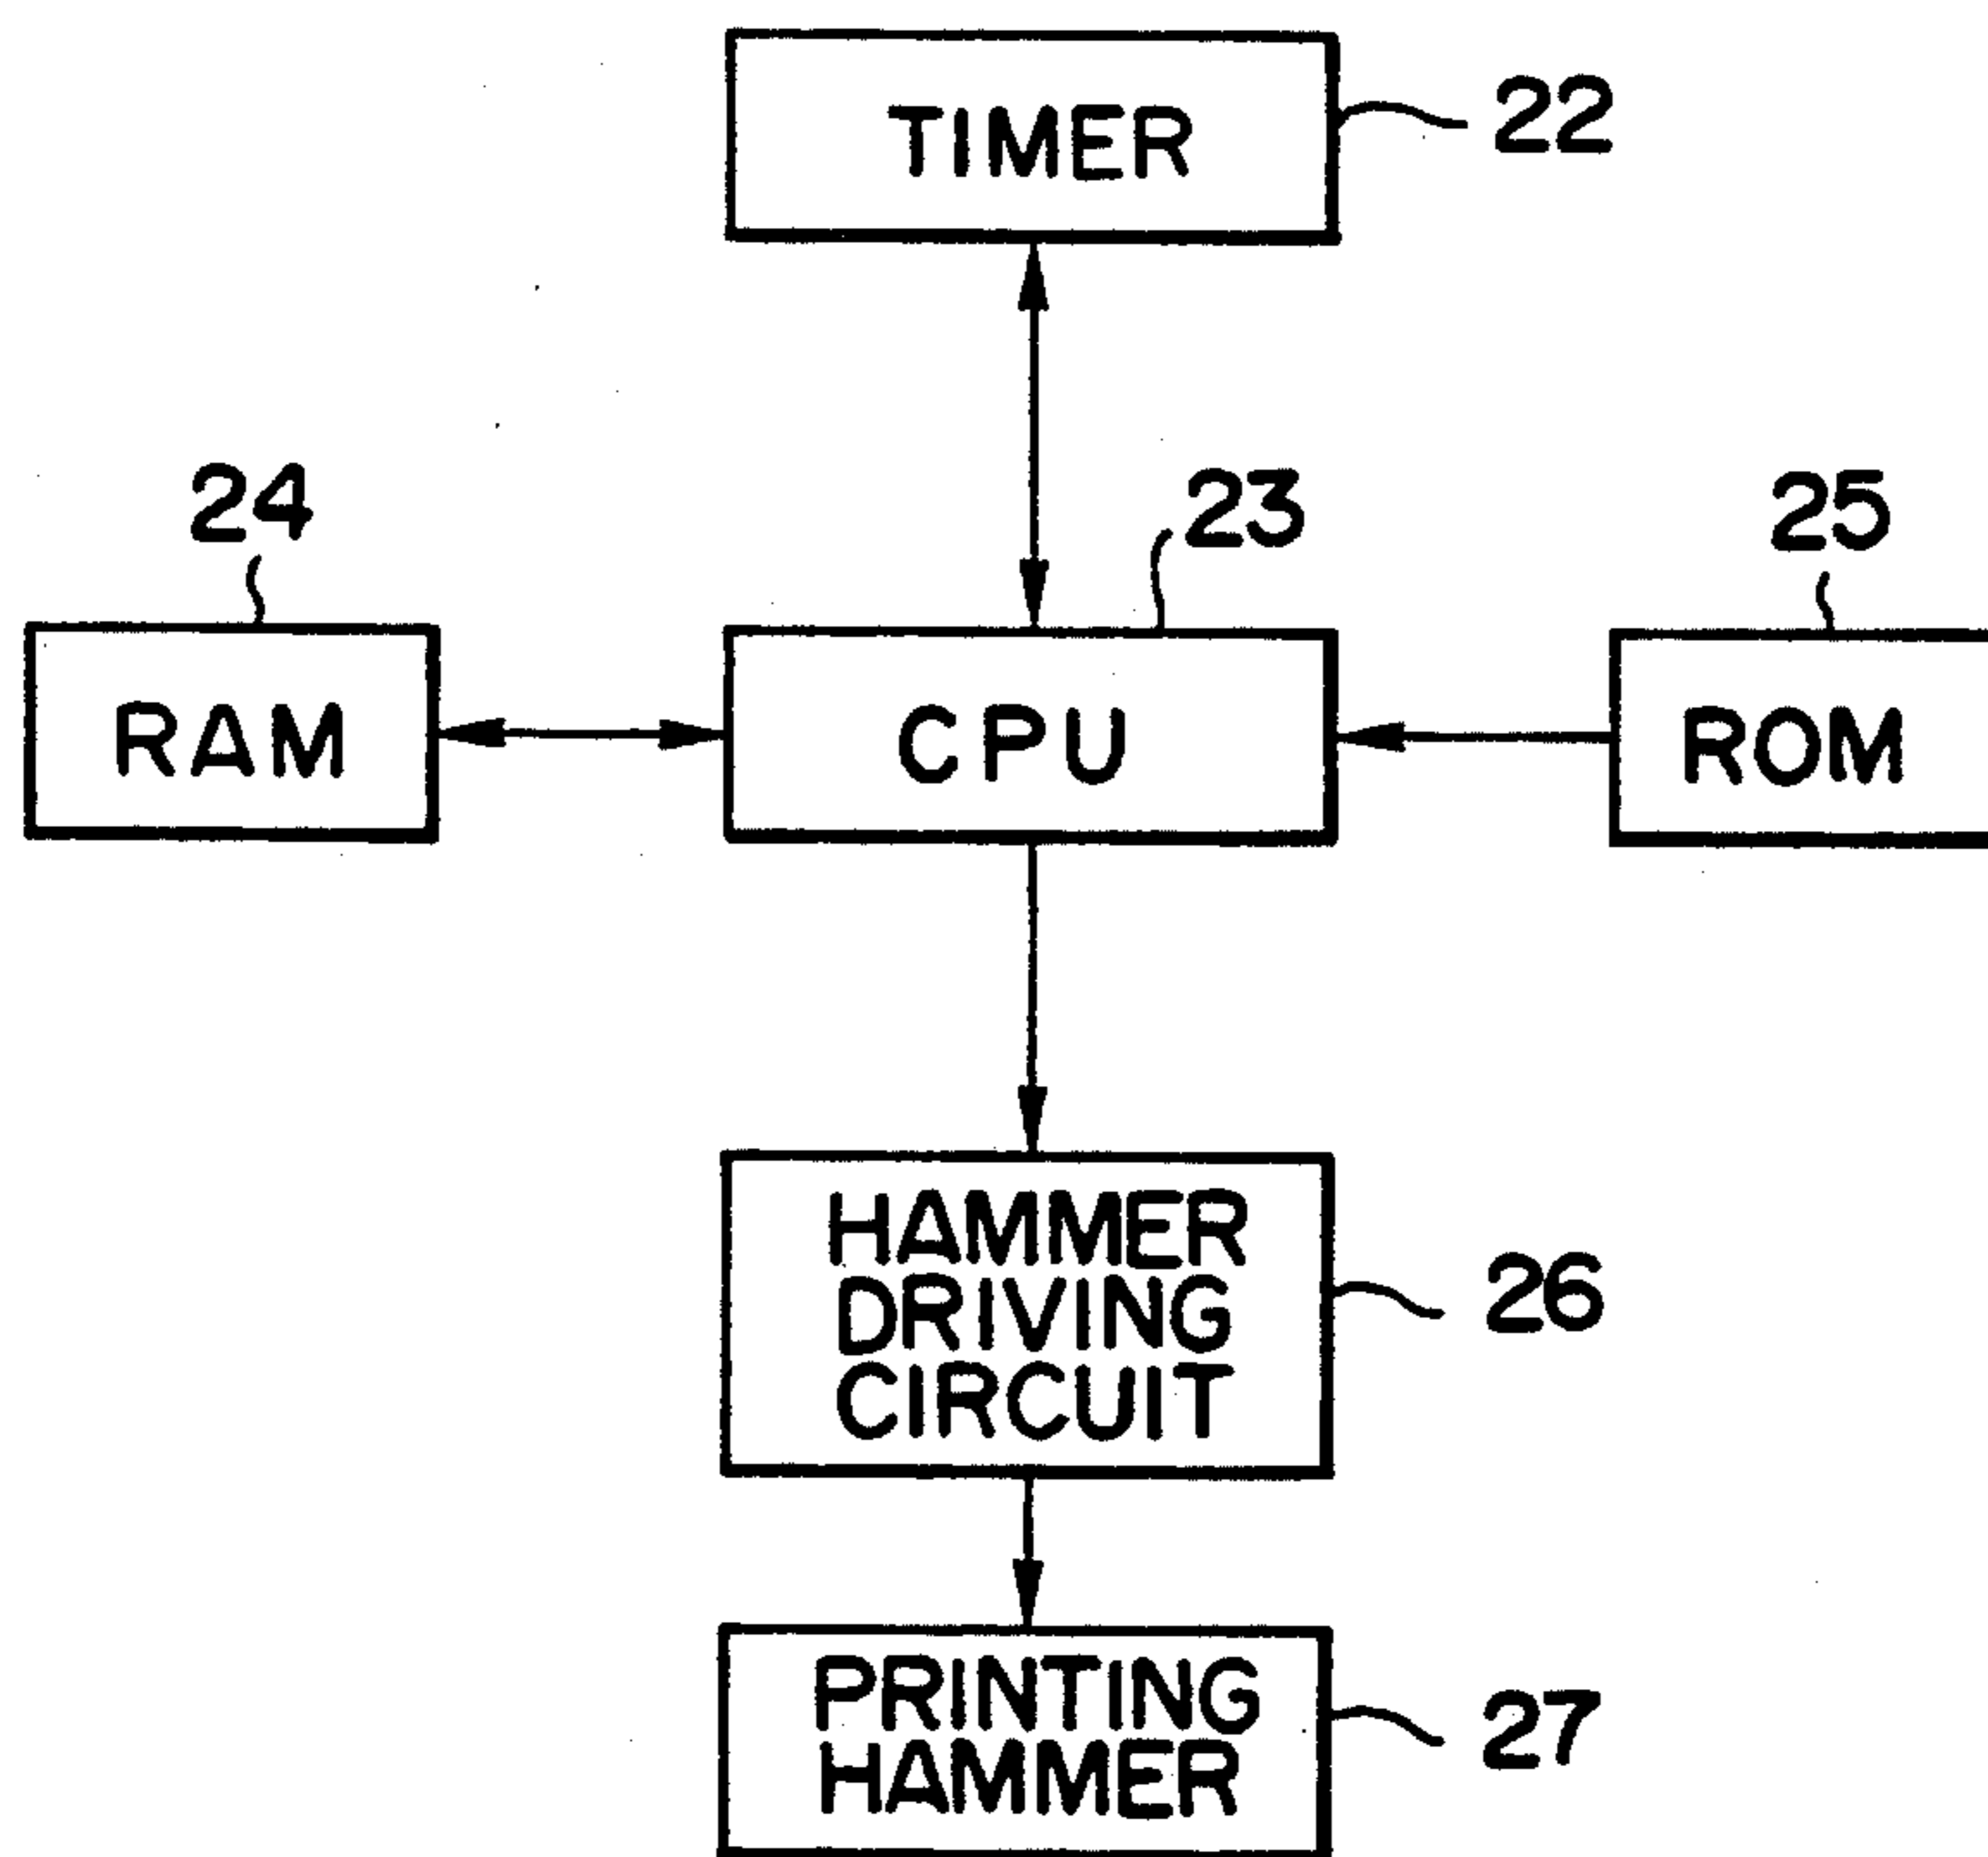 TIMER
22
24
23
25
RAM
CPU
ROM
HAMMER
DRIVING
CIRCUIT
26
PRINTING
HAMMER
27